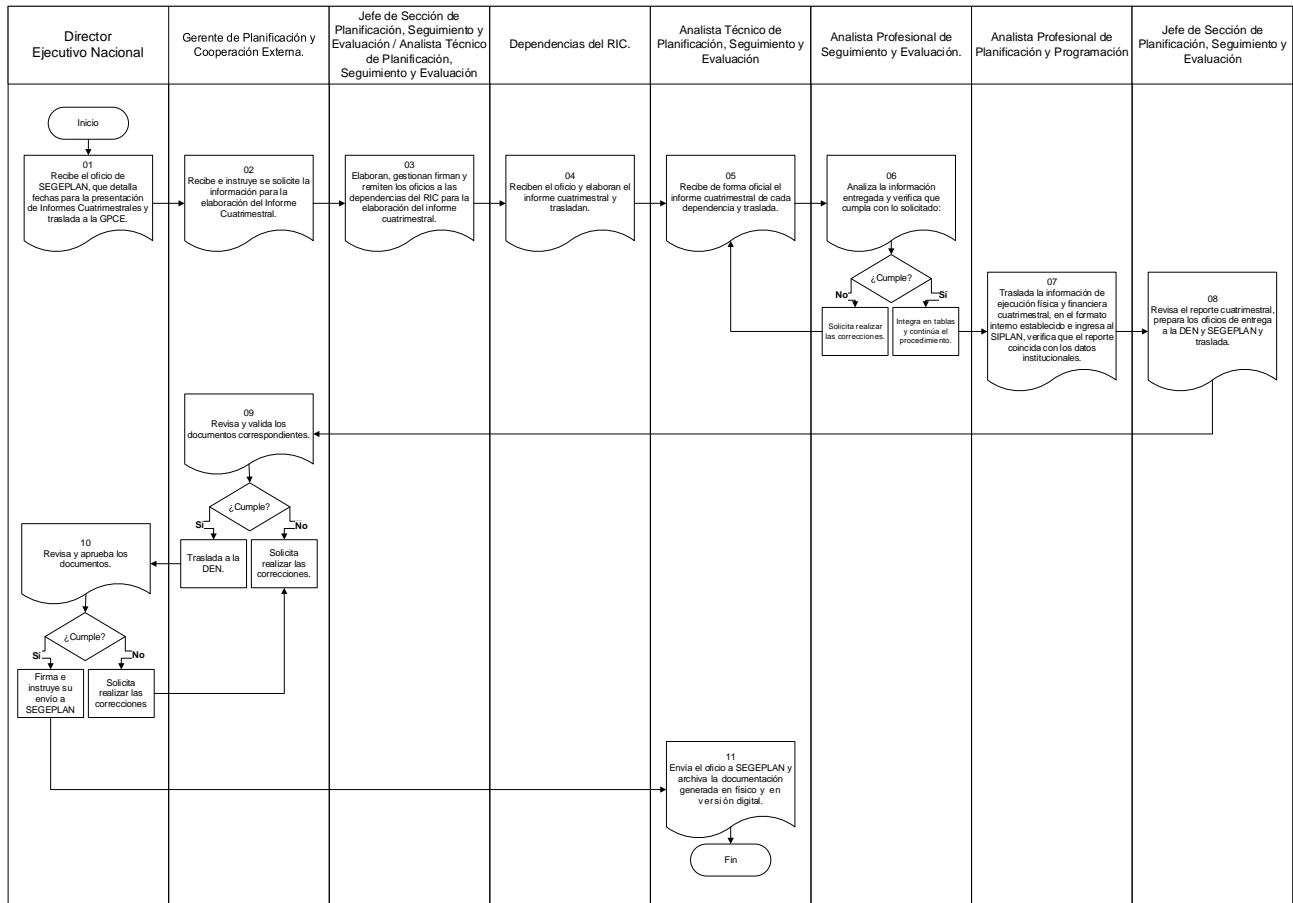 Director
Ejecutivo Nacional
Gerente de Planificación y
Cooperación Externa.
Jefe de Sección de
Planificación, Seguimiento y
Evaluación / Analista Técnico
de Planificación,
Seguimiento y Evaluación
Dependencias del RIC.
Analista Técnico de
Planificación, Seguimiento y
Evaluación
Analista Profesional de
Seguimiento y Evaluación.
Analista Profesional de
Planificación y Programación
Jefe de Sección de
Planificación, Seguimiento y
Evaluación
Inicio
01
Recibe el oficio de
SEGEPLAN, que detalla
fechas para la presentación
de Informes Cuatrimestrales y
traslada a la GPCE.
02
Recibe e instruye se solicite la
información para la
elaboración del Informe
Cuatrimestral.
03
Elaboran, gestionan firman y
remiten los oficios a las
dependencias del RIC para la
elaboración del informe
cuatrimestral.
04
Reciben el oficio y elaboran el
informe cuatrimestral y
trasladan.
05
Recibe de forma oficial el
informe cuatrimestral de cada
dependencia y traslada.
06
Analiza la información
entregada y verifica que
cumpla con lo solicitado:
¿Cumple?
No
Sí
Solicita realizar
las correcciones.
Integra en tablas
y continúa el
procedimiento.
07
Traslada la información de
ejecución física y financiera
cuatrimestral, en el formato
interno establecido e ingresa al
SIPLAN, verifica que el reporte
coincida con los datos
institucionales.
08
Revisa el reporte cuatrimestral,
prepara los oficios de entrega
a la DEN y SEGEPLAN y
traslada.
09
Revisa y valida los
documentos correspondientes.
¿Cumple?
Sí
No
Traslada a la
DEN.
Solicita
realizar las
correcciones.
10
Revisa y aprueba los
documentos.
¿Cumple?
Sí
No
Firma e
instruye su
envío a
SEGEPLAN
Solicita
realizar las
correcciones
11
Envía el oficio a SEGEPLAN y
archiva la documentación
generada en físico y en
versión digital.
Fin